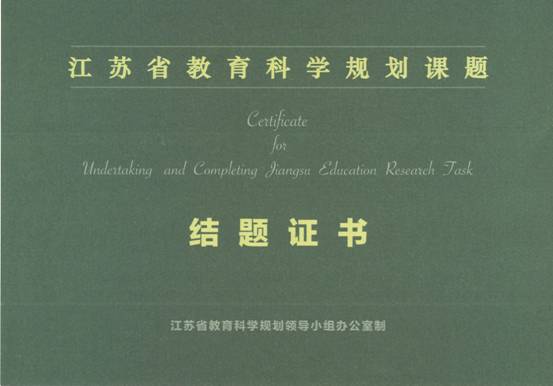 江苏省教育科学规划课题
Certificate
for
Undertaking and Completing Jiangsu Education Research Task
结题证书
江苏省教育科学规划领导小组办公室制